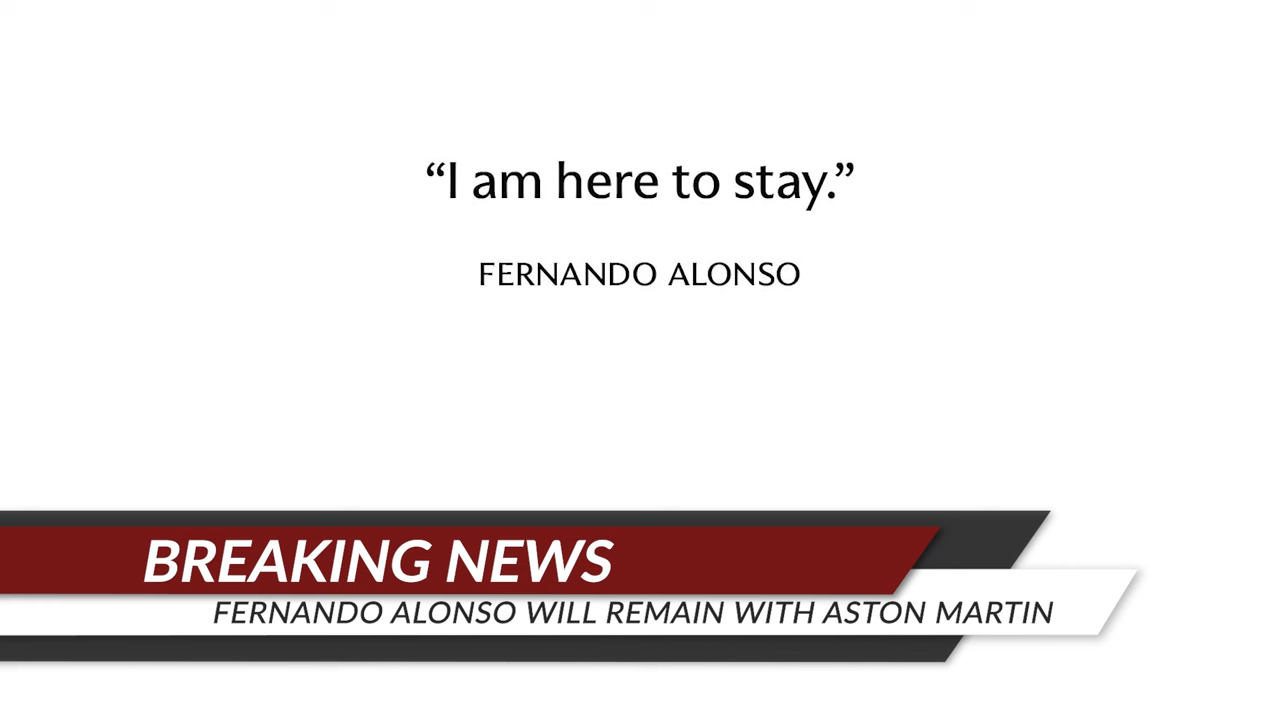 “I am here to stay.”
FERNANDO ALONSO
BREAKING NEWS
FERNANDO ALONSO WILL REMAIN WITH ASTON MARTIN